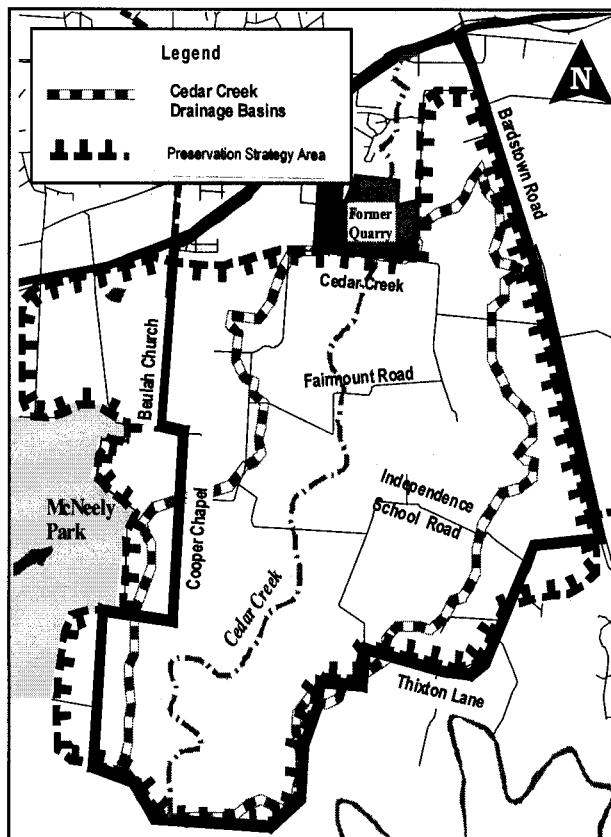 Legend
Cedar Creek
Drainage Basins
Preservation Strategy Area
N
Bardstown Road
Former
Quarry
Cedar Creek
Beulah Church
Fairmount Road
McNeely
Park
Cooper Chapel
Independence
School Road
Cedar Creek
Thixton Lane